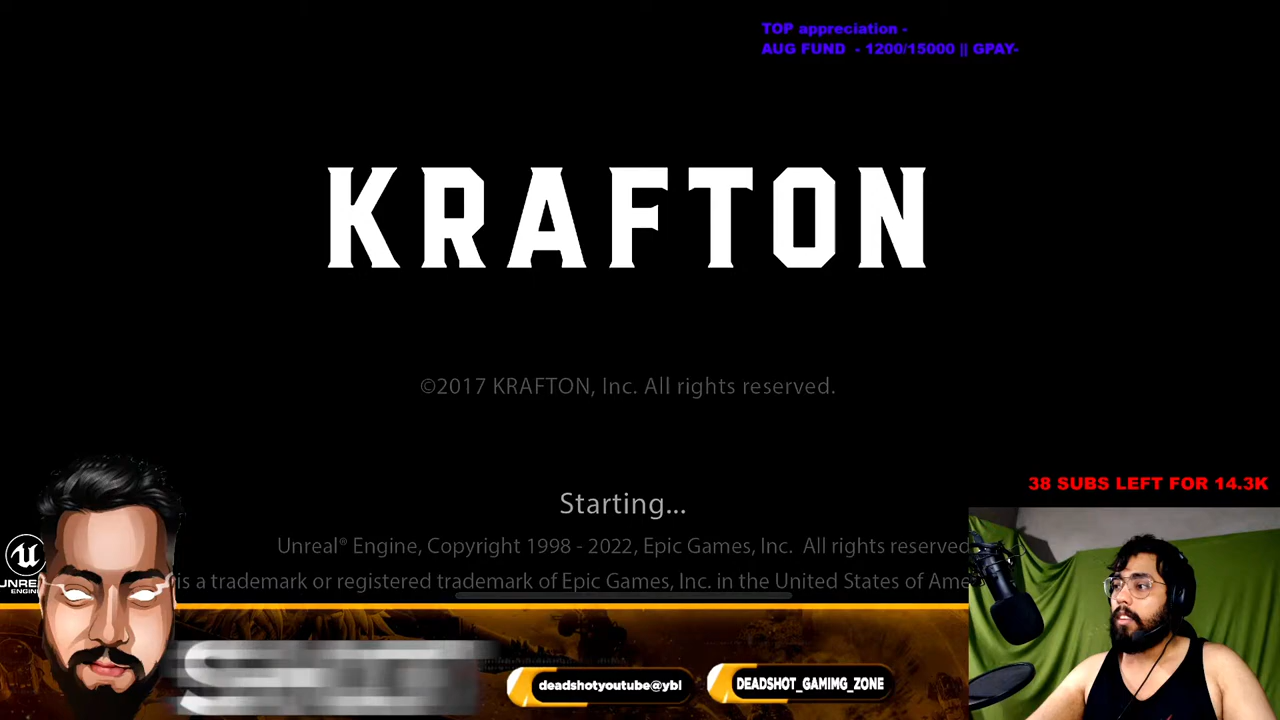 TOP appreciation -
AUG FUND - 1200/15000 || GPAY-
KRAFTON
©2017 KRAFTON, Inc. All rights reserved.
38 SUBS LEFT FOR 14.3K
Starting...
Unreal® Engine, Copyright 1998 - 2022, Epic Games, Inc. All rights reserved
is a trademark or registered trademark of Epic Games, Inc. in the United States of Ame
UNRE
ENGIN
deadshotyoutube@ybl
DEADSHOT_GAMIMG_ZONE